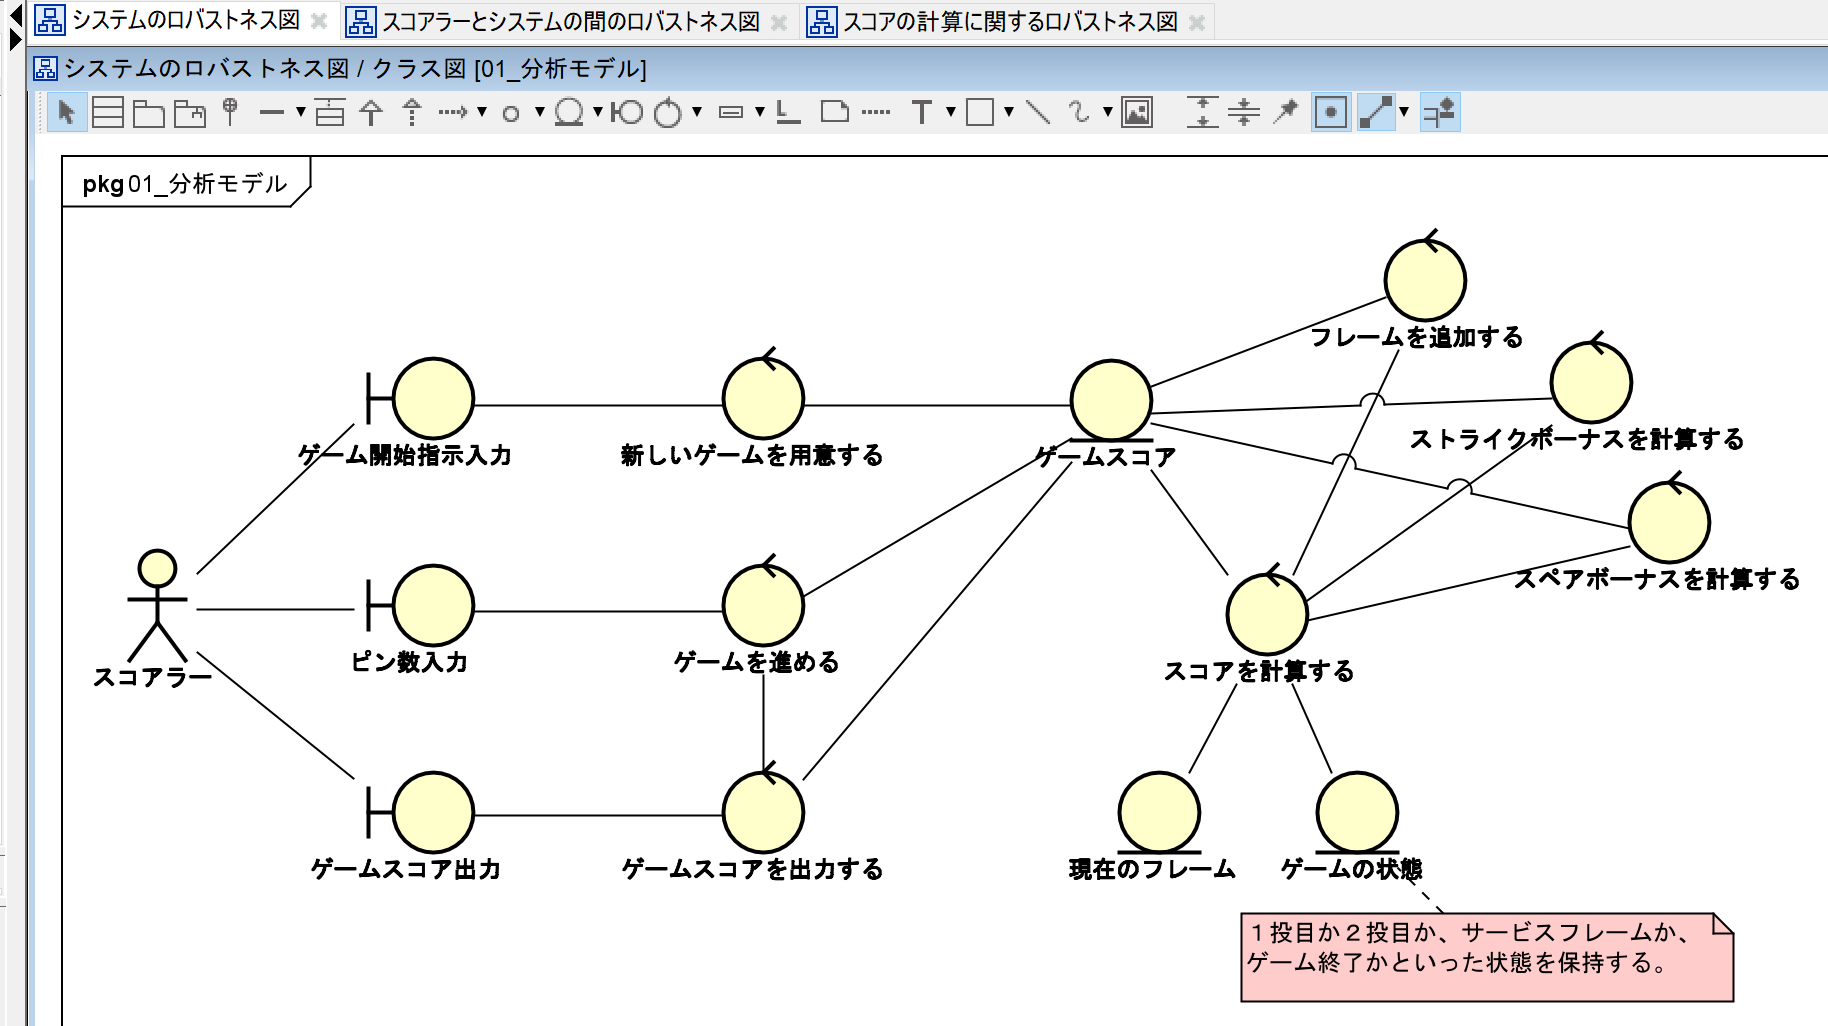 システムのロバストネス図
スコアラーとシステムの間のロバストネス図
スコアの計算に関するロバストネス図
システムのロバストネス図 / クラス図 [01_分析モデル]
pkg 01_分析モデル
フレームを追加する
ストライクボーナスを計算する
ゲーム開始指示入力
新しいゲームを用意する
ゲームスコア
スペアボーナスを計算する
スコアラー
ピン数入力
ゲームを進める
スコアを計算する
ゲームスコア出力
ゲームスコアを出力する
現在のフレーム
ゲームの状態
１投目か２投目か、サービスフレームか、
ゲーム終了かといった状態を保持する。